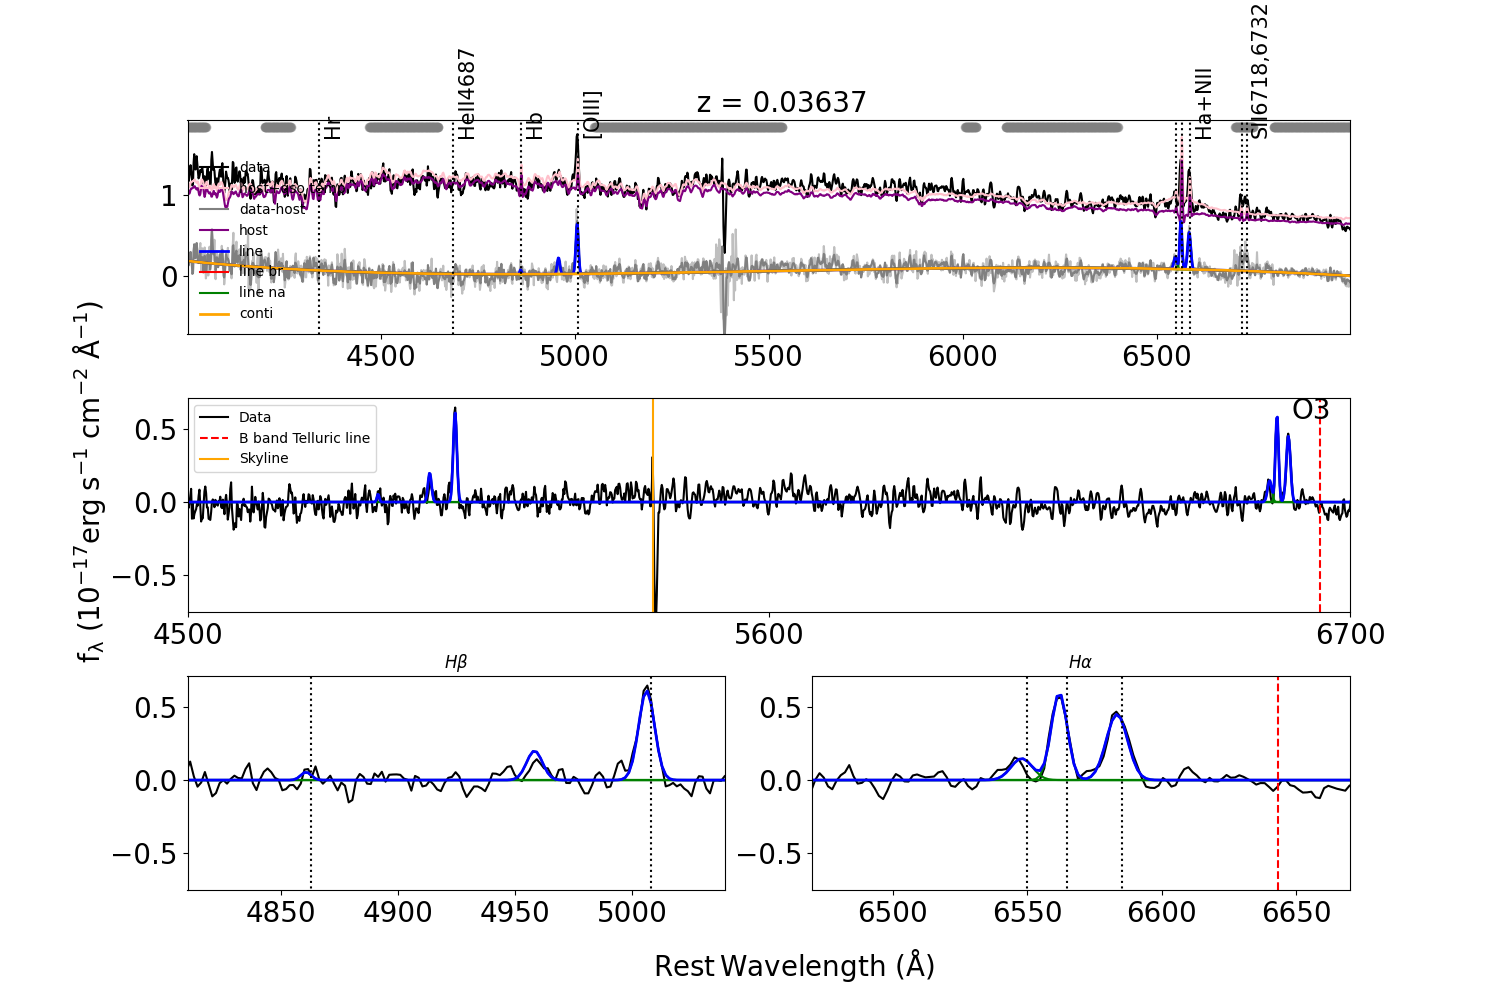 z = 0.03637
Hr
HeII4687
Hb
[OIII]
Ha+NII
SII6718,6732
data
data-host
host
line
line br
line na
conti
1
0
4500 5000 5500 6000 6500
Data
B band Telluric line
Skyline
O3
0.5
0.0
−0.5
4500 5600 6700
fλ (10−17erg s−1 cm−2 Å−1)
Hβ
0.5
0.0
−0.5
4850 4900 4950 5000
Hα
0.5
0.0
−0.5
6500 6550 6600 6650
Rest Wavelength (Å)